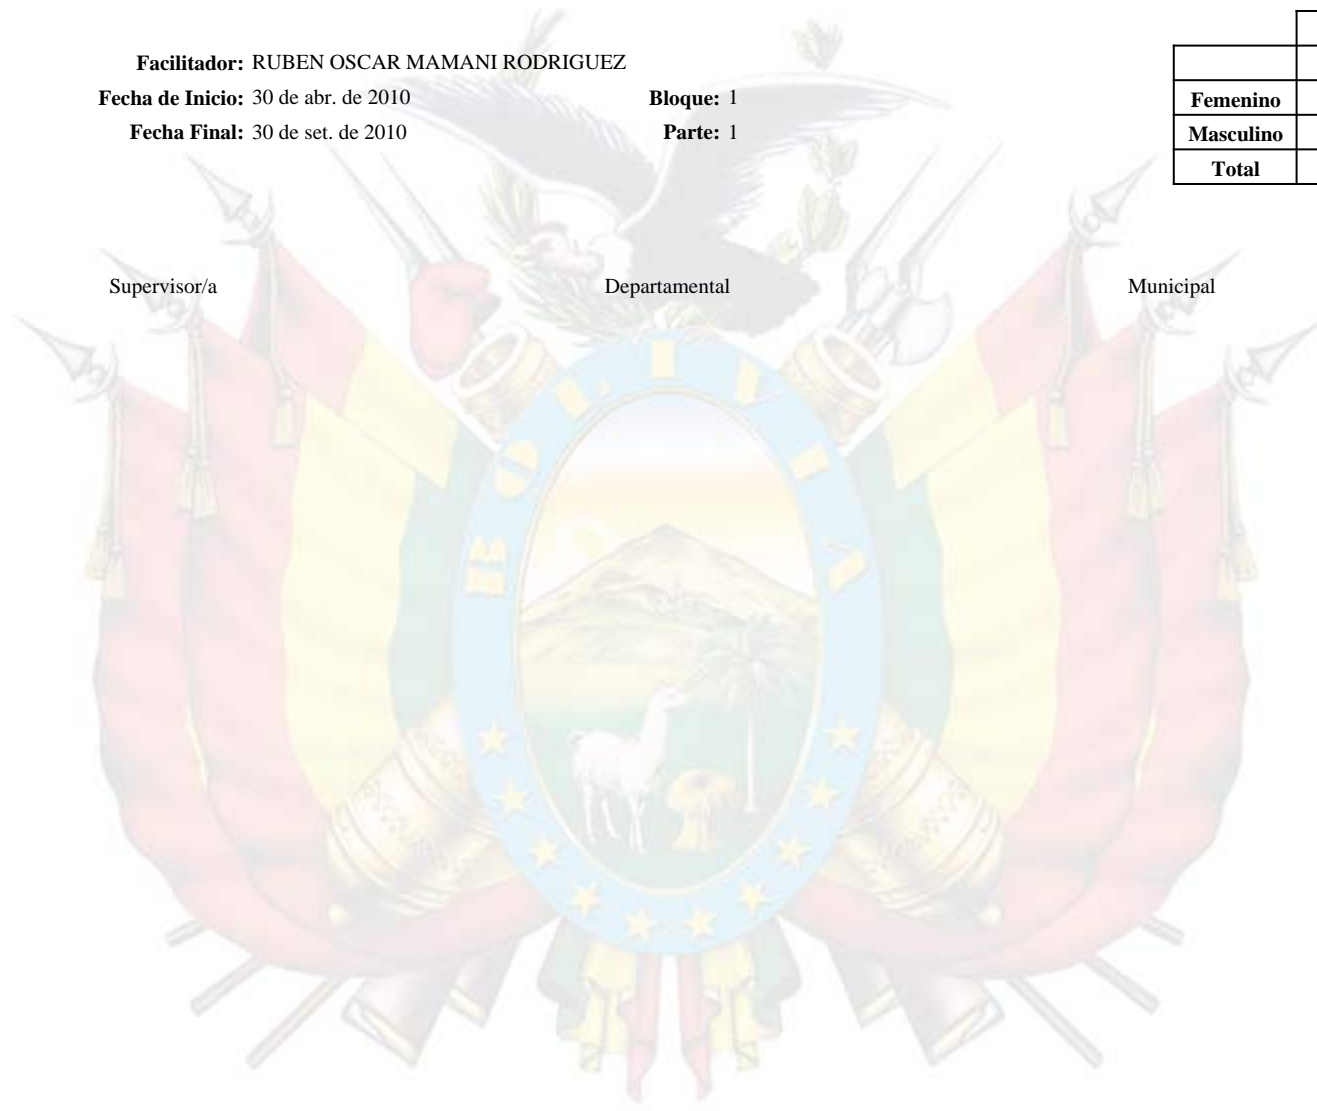 Facilitador: RUBEN OSCAR MAMANI RODRIGUEZ
Fecha de Inicio: 30 de abr. de 2010 Bloque: 1
Fecha Final: 30 de set. de 2010 Parte: 1
Femenino
Masculino
Total
Supervisor/a Departamental Municipal
BOLIVIA